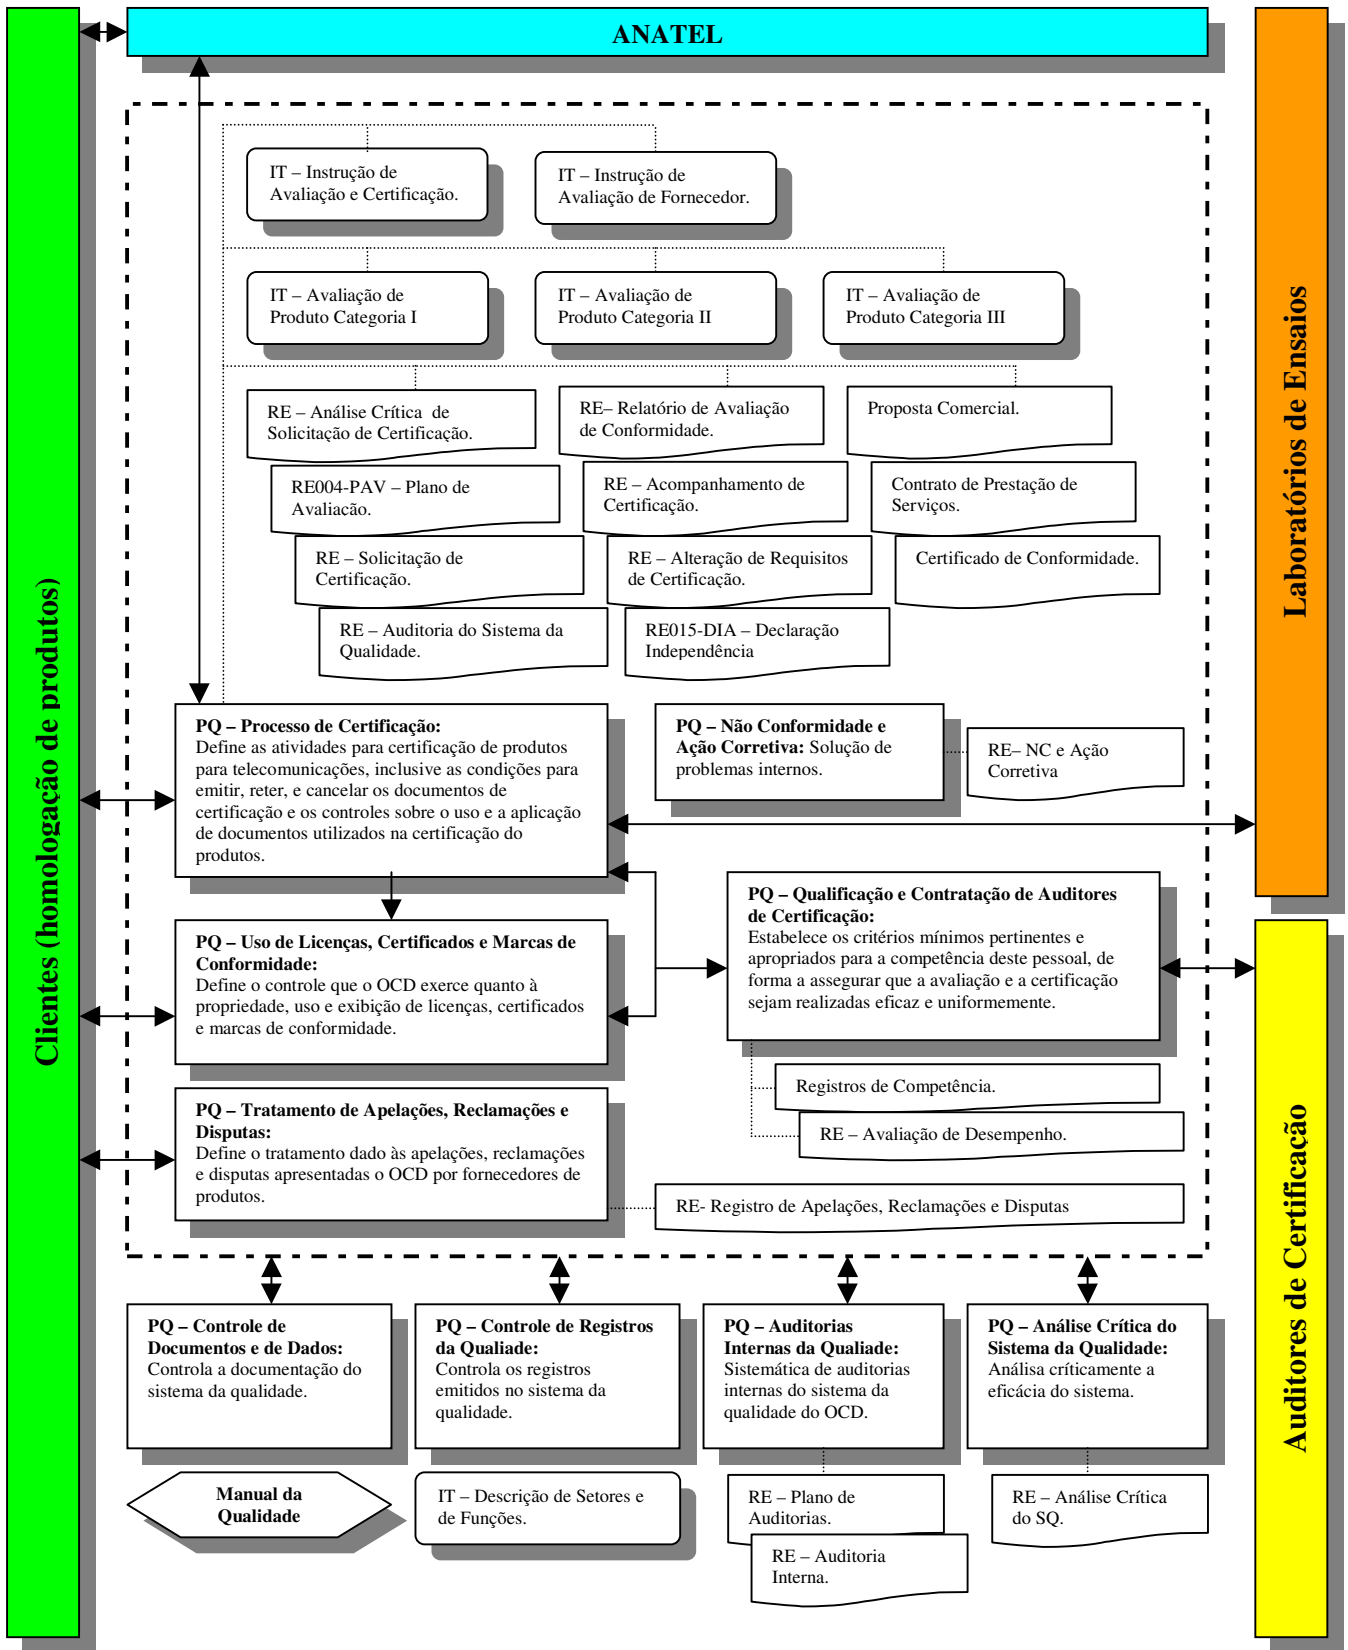 ANATEL
Clientes (homologação de produtos)
Laboratórios de Ensaios
Auditores de Certificação
IT – Instrução de
Avaliação e Certificação.
IT – Instrução de
Avaliação de Fornecedor.
IT – Avaliação de
Produto Categoria I
IT – Avaliação de
Produto Categoria II
IT – Avaliação de
Produto Categoria III
RE – Análise Crítica de
Solicitação de Certificação.
RE– Relatório de Avaliação
de Conformidade.
Proposta Comercial.
RE004-PAV – Plano de
Avaliacão.
RE – Acompanhamento de
Certificação.
Contrato de Prestação de
Serviços.
RE – Solicitação de
Certificação.
RE – Alteração de Requisitos
de Certificação.
Certificado de Conformidade.
RE – Auditoria do Sistema da
Qualidade.
RE015-DIA – Declaração
Independência
PQ – Processo de Certificação:
Define as atividades para certificação de produtos
para telecomunicações, inclusive as condições para
emitir, reter, e cancelar os documentos de
certificação e os controles sobre o uso e a aplicação
de documentos utilizados na certificação do
produtos.
PQ – Não Conformidade e
Ação Corretiva: Solução de
problemas internos.
RE– NC e Ação
Corretiva
PQ – Uso de Licenças, Certificados e Marcas de
Conformidade:
Define o controle que o OCD exerce quanto à
propriedade, uso e exibição de licenças, certificados
e marcas de conformidade.
PQ – Qualificação e Contratação de Auditores
de Certificação:
Estabelece os critérios mínimos pertinentes e
apropriados para a competência deste pessoal, de
forma a assegurar que a avaliação e a certificação
sejam realizadas eficaz e uniformemente.
Registros de Competência.
RE – Avaliação de Desempenho.
PQ – Tratamento de Apelações, Reclamações e
Disputas:
Define o tratamento dado às apelações, reclamações
e disputas apresentadas o OCD por fornecedores de
produtos.
RE- Registro de Apelações, Reclamações e Disputas
PQ – Controle de
Documentos e de Dados:
Controla a documentação do
sistema da qualidade.
PQ – Controle de Registros
da Qualiade:
Controla os registros
emitidos no sistema da
qualidade.
PQ – Auditorias
Internas da Qualiade:
Sistemática de auditorias
internas do sistema da
qualidade do OCD.
PQ – Análise Crítica do
Sistema da Qualidade:
Análisa críticamente a
eficácia do sistema.
Manual da
Qualidade
IT – Descrição de Setores e
de Funções.
RE – Plano de
Auditorias.
RE – Auditoria
Interna.
RE – Análise Crítica
do SQ.